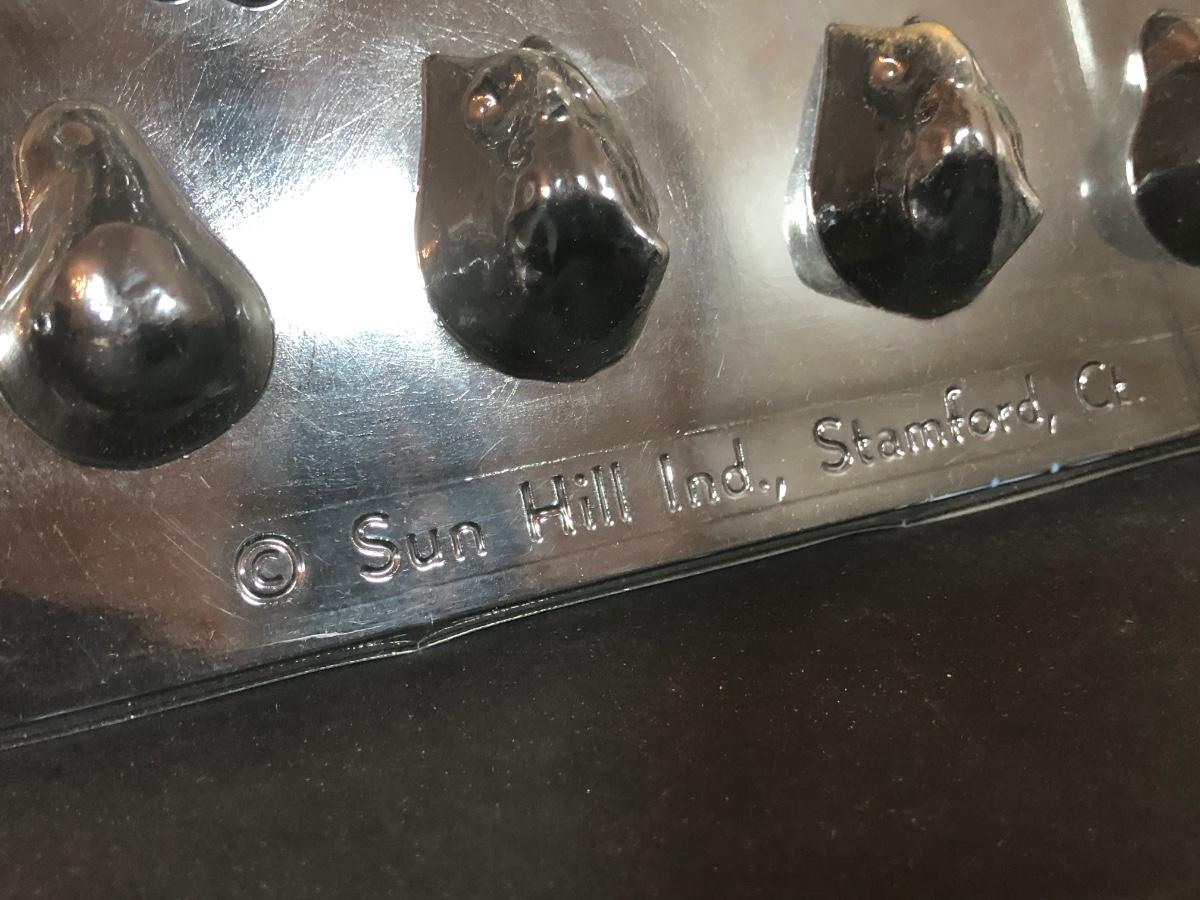 © Sun Hill Ind., Stamford, Ct.